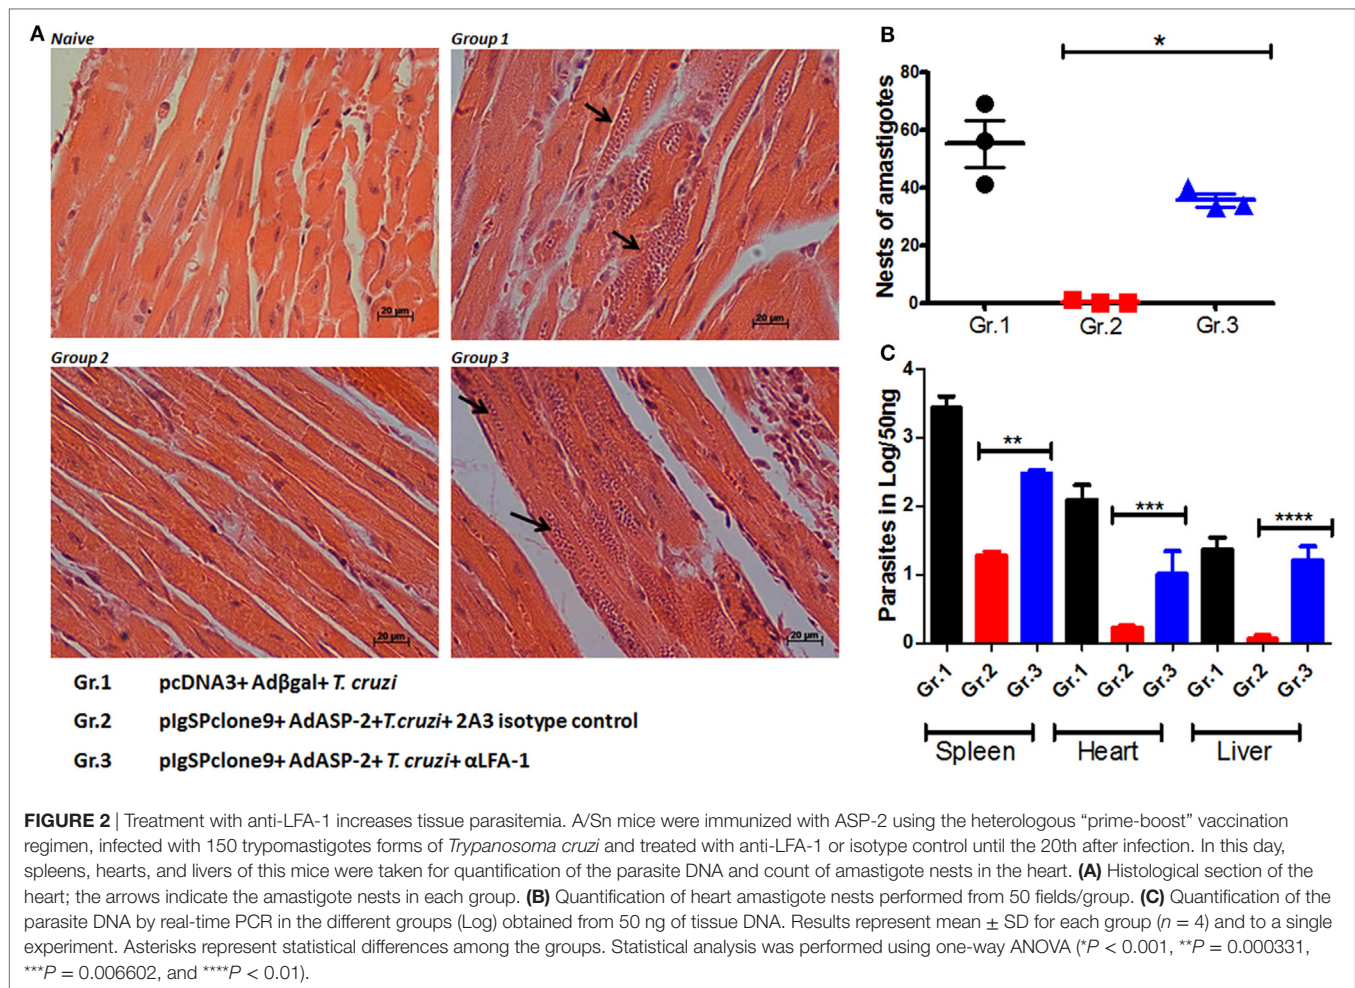 A
Naive
Group 1
20 µm
20 µm
Group 2
Group 3
20 µm
20 µm
Gr.1 pcDNA3+ Adβgal+ T. cruzi
Gr.2 pIgSPclone9+ AdASP-2+T.cruzi+ 2A3 isotype control
Gr.3 pIgSPclone9+ AdASP-2+ T. cruzi+ αLFA-1
B
*
Nests of amastigotes
80
60
40
20
0
Gr.1 Gr.2 Gr.3
C
Parasites in Log/50ng
4
3
2
1
0
** *** ****
Gr.1 Gr.2 Gr.3 Gr.1 Gr.2 Gr.3 Gr.1 Gr.2 Gr.3
Spleen Heart Liver
FIGURE 2 | Treatment with anti-LFA-1 increases tissue parasitemia. A/Sn mice were immunized with ASP-2 using the heterologous “prime-boost” vaccination
regimen, infected with 150 trypomastigotes forms of Trypanosoma cruzi and treated with anti-LFA-1 or isotype control until the 20th after infection. In this day,
spleens, hearts, and livers of this mice were taken for quantification of the parasite DNA and count of amastigote nests in the heart. (A) Histological section of the
heart; the arrows indicate the amastigote nests in each group. (B) Quantification of heart amastigote nests performed from 50 fields/group. (C) Quantification of the
parasite DNA by real-time PCR in the different groups (Log) obtained from 50 ng of tissue DNA. Results represent mean ± SD for each group (n = 4) and to a single
experiment. Asterisks represent statistical differences among the groups. Statistical analysis was performed using one-way ANOVA (*P < 0.001, **P = 0.000331,
***P = 0.006602, and ****P < 0.01).